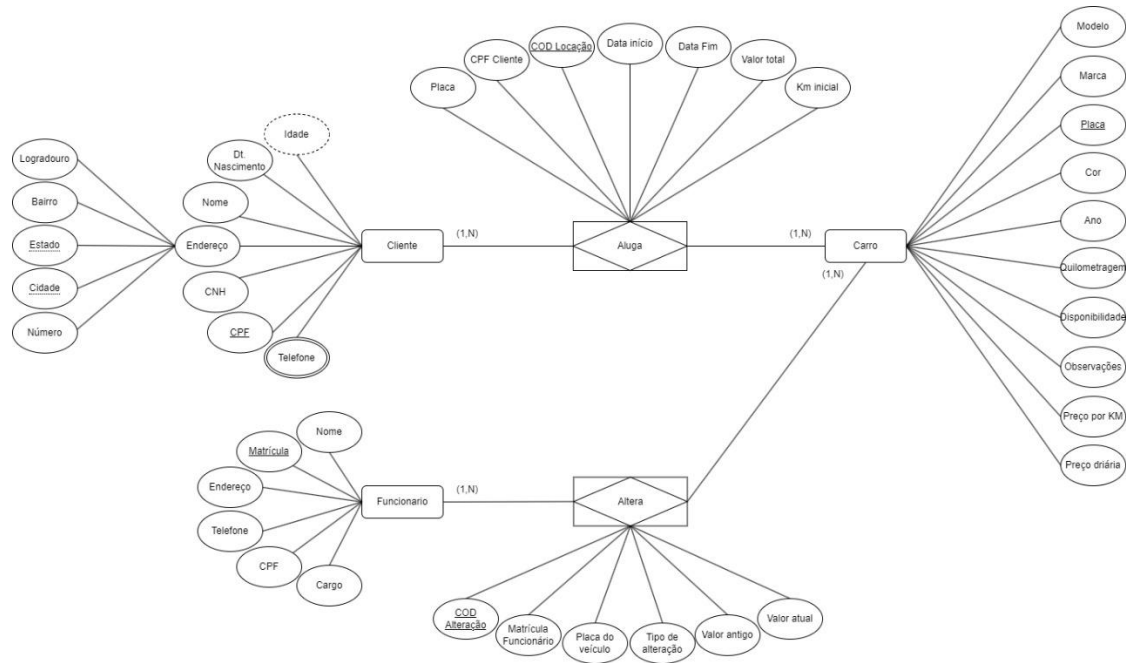 Modelo
Marca
Placa
Cor
Ano
Quilometragem
Disponibilidade
Observações
Preço por KM
Preço driária
Placa
CPF Cliente
COD Locação
Data início
Data Fim
Valor total
Km inicial
Idade
Dt.
Nascimento
Nome
Endereço
CNH
CPF
Telefone
Logradouro
Bairro
Estado
Cidade
Número
Cliente
(1,N)
Aluga
(1,N)
Carro
(1,N)
Nome
Matrícula
Endereço
Telefone
CPF
Cargo
Funcionario
(1,N)
Altera
COD
Alteração
Matrícula
Funcionário
Placa do
veículo
Tipo de
alteração
Valor antigo
Valor atual